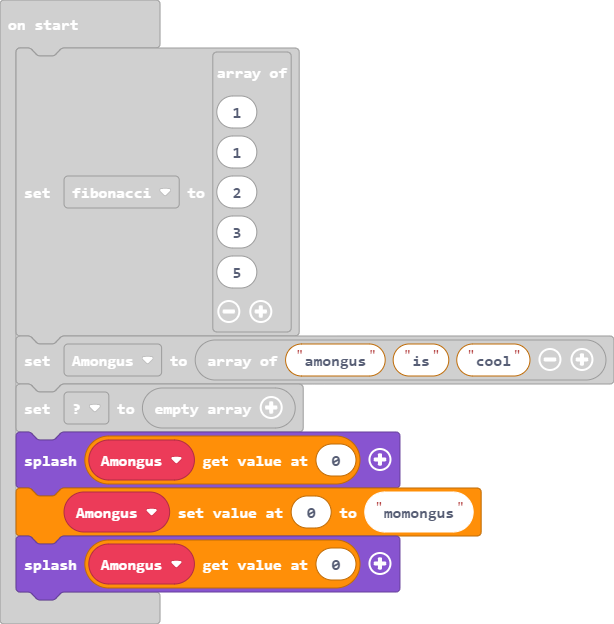 on start
array of
1
1
2
3
5
set fibonacci to
set Amongus to array of "amongus" "is" "cool"
set ? to empty array
splash Amongus get value at 0
Amongus set value at 0 to "momongus"
splash Amongus get value at 0